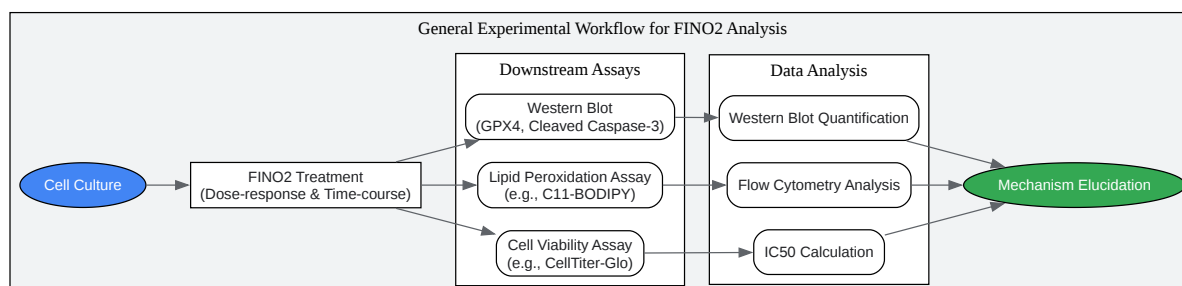 General Experimental Workflow for FINO2 Analysis
Downstream Assays
Data Analysis
Western Blot
(GPX4, Cleaved Caspase-3)
Western Blot Quantification
Cell Culture
FINO2 Treatment
(Dose-response & Time-course)
Lipid Peroxidation Assay
(e.g., C11-BODIPY)
Flow Cytometry Analysis
Mechanism Elucidation
Cell Viability Assay
(e.g., CellTiter-Glo)
IC50 Calculation